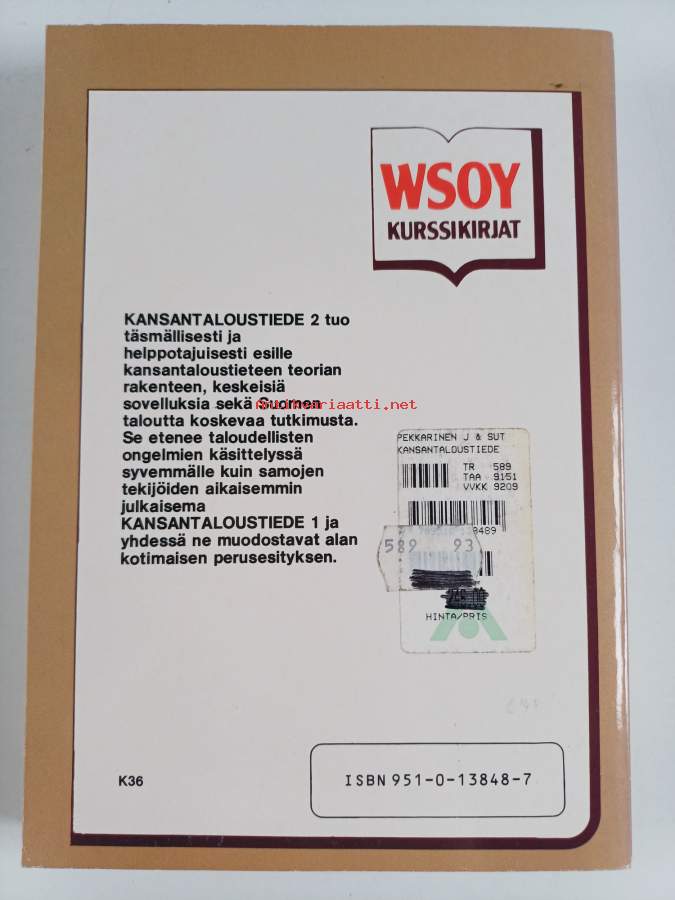 WSOY
KURSSIKIRJAT
KANSANTALOUSTIEDE 2 tuo
täsmällisesti ja
helppotajuisesti esille
kansantaloustieteen teorian
rakenteen, keskeisiä
sovelluksia sekä Suomen
taloutta koskevaa tutkimusta.
Se etenee taloudellisten
ongelmien käsittelyssä
syvemmälle kuin samojen
tekijöiden aikaisemmin
julkaisema
KANSANTALOUSTIEDE 1 ja
yhdessä ne muodostavat alan
kotimaisen perusesityksen.
Antikvariaatti.net
PEKKARINEN J & SUT
KANSANTALOUSTIEDE
TR 589
TAA 9151
VVKK 9209
8489
589 93
HINTA/PRIS
K36
ISBN 951-0-13848-7